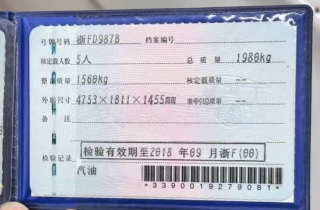 号牌号码 浙FD987B 档案编号
核定载人数 5人 总质量 1980kg
整备质量 1560kg 核定载质量 --
外廓尺寸 4753×1811×1455mm 准牵引总质量 --
备注
检验有效期至2018 年09 月浙F(00)
检验记录
汽油
*3390019279081*